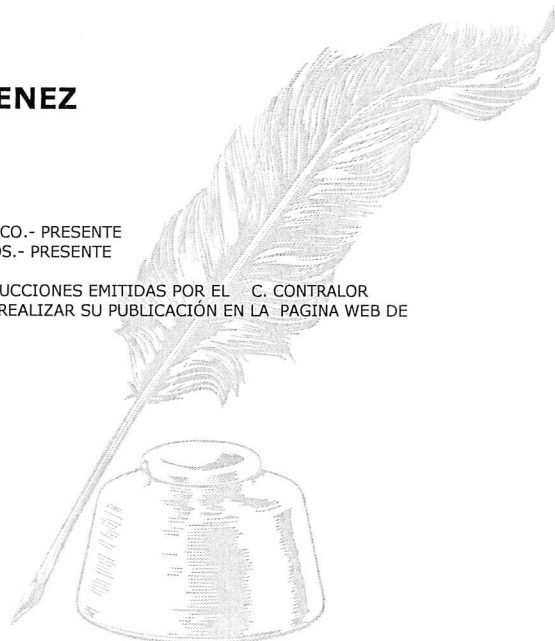 ENEZ
CO.- PRESENTE
OS.- PRESENTE
UCCIONES EMITIDAS POR EL C. CONTRALOR
REALIZAR SU PUBLICACIÓN EN LA PAGINA WEB DE